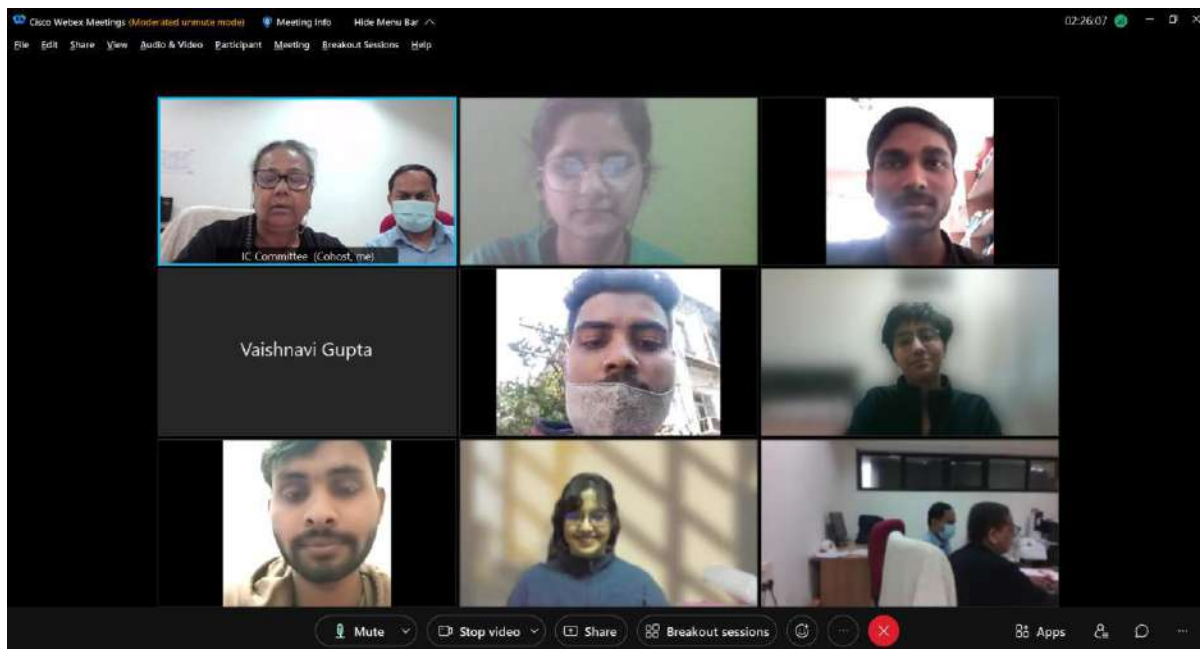 Cisco Webex Meetings (Moderated unmute mode) Meeting Info Hide Menu Bar 02:26:07
File Edit Share View Audio & Video Participant Meeting Breakout Sessions Help
IC Committee (Cohost, me)
Vaishnavi Gupta
Mute Stop video Share Breakout sessions Apps